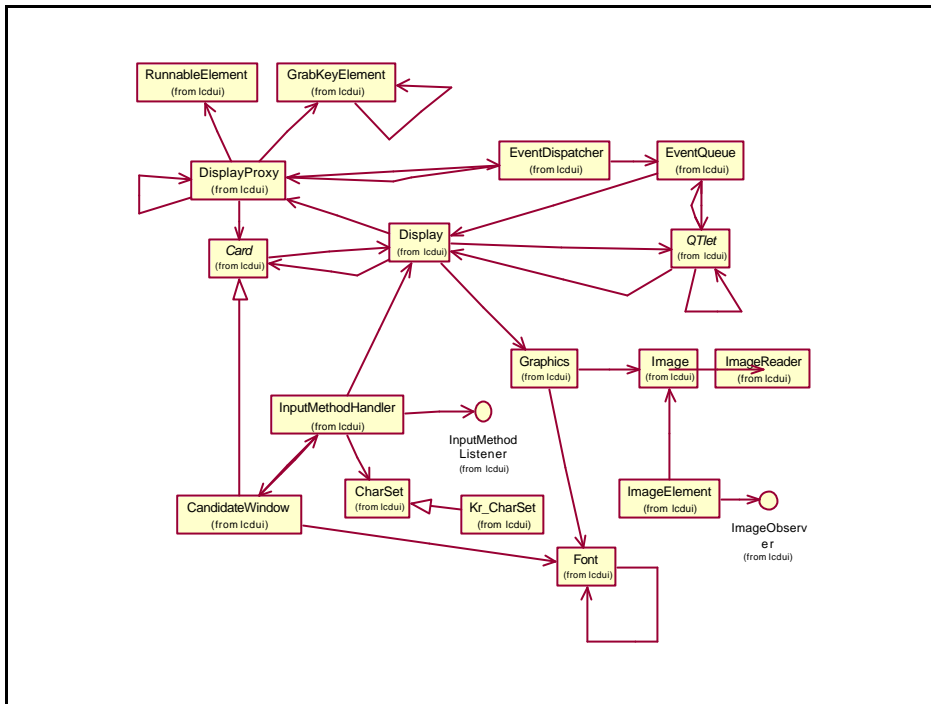 RunnableElement
(from lcdui)
GrabKeyElement
(from lcdui)
EventDispatcher
(from lcdui)
EventQueue
(from lcdui)
DisplayProxy
(from lcdui)
Card
(from lcdui)
Display
(from lcdui)
QTlet
(from lcdui)
Graphics
(from lcdui)
Image
(from lcdui)
ImageReader
(from lcdui)
InputMethodHandler
(from lcdui)
InputMethod
Listener
(from lcdui)
CharSet
(from lcdui)
Kr_CharSet
(from lcdui)
CandidateWindow
(from lcdui)
ImageElement
(from lcdui)
ImageObserv
er
(from lcdui)
Font
(from lcdui)